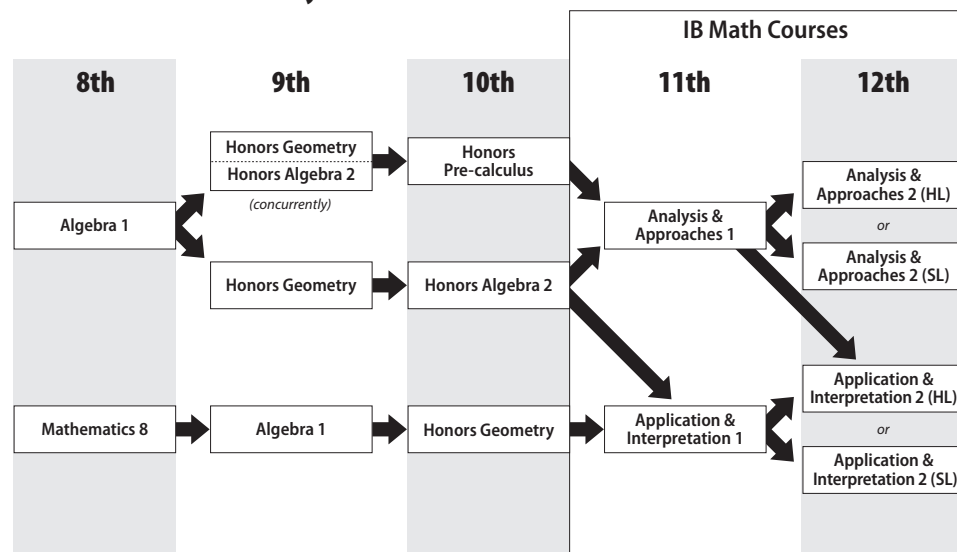 IB Math Courses
8th
9th
10th
11th
12th
Honors Geometry
Honors Algebra 2
(concurrently)
Honors
Pre-calculus
Analysis &
Approaches 2 (HL)
or
Analysis &
Approaches 2 (SL)
Algebra 1
Analysis &
Approaches 1
Honors Geometry
Honors Algebra 2
Application &
Interpretation 2 (HL)
or
Application &
Interpretation 2 (SL)
Mathematics 8
Algebra 1
Honors Geometry
Application &
Interpretation 1